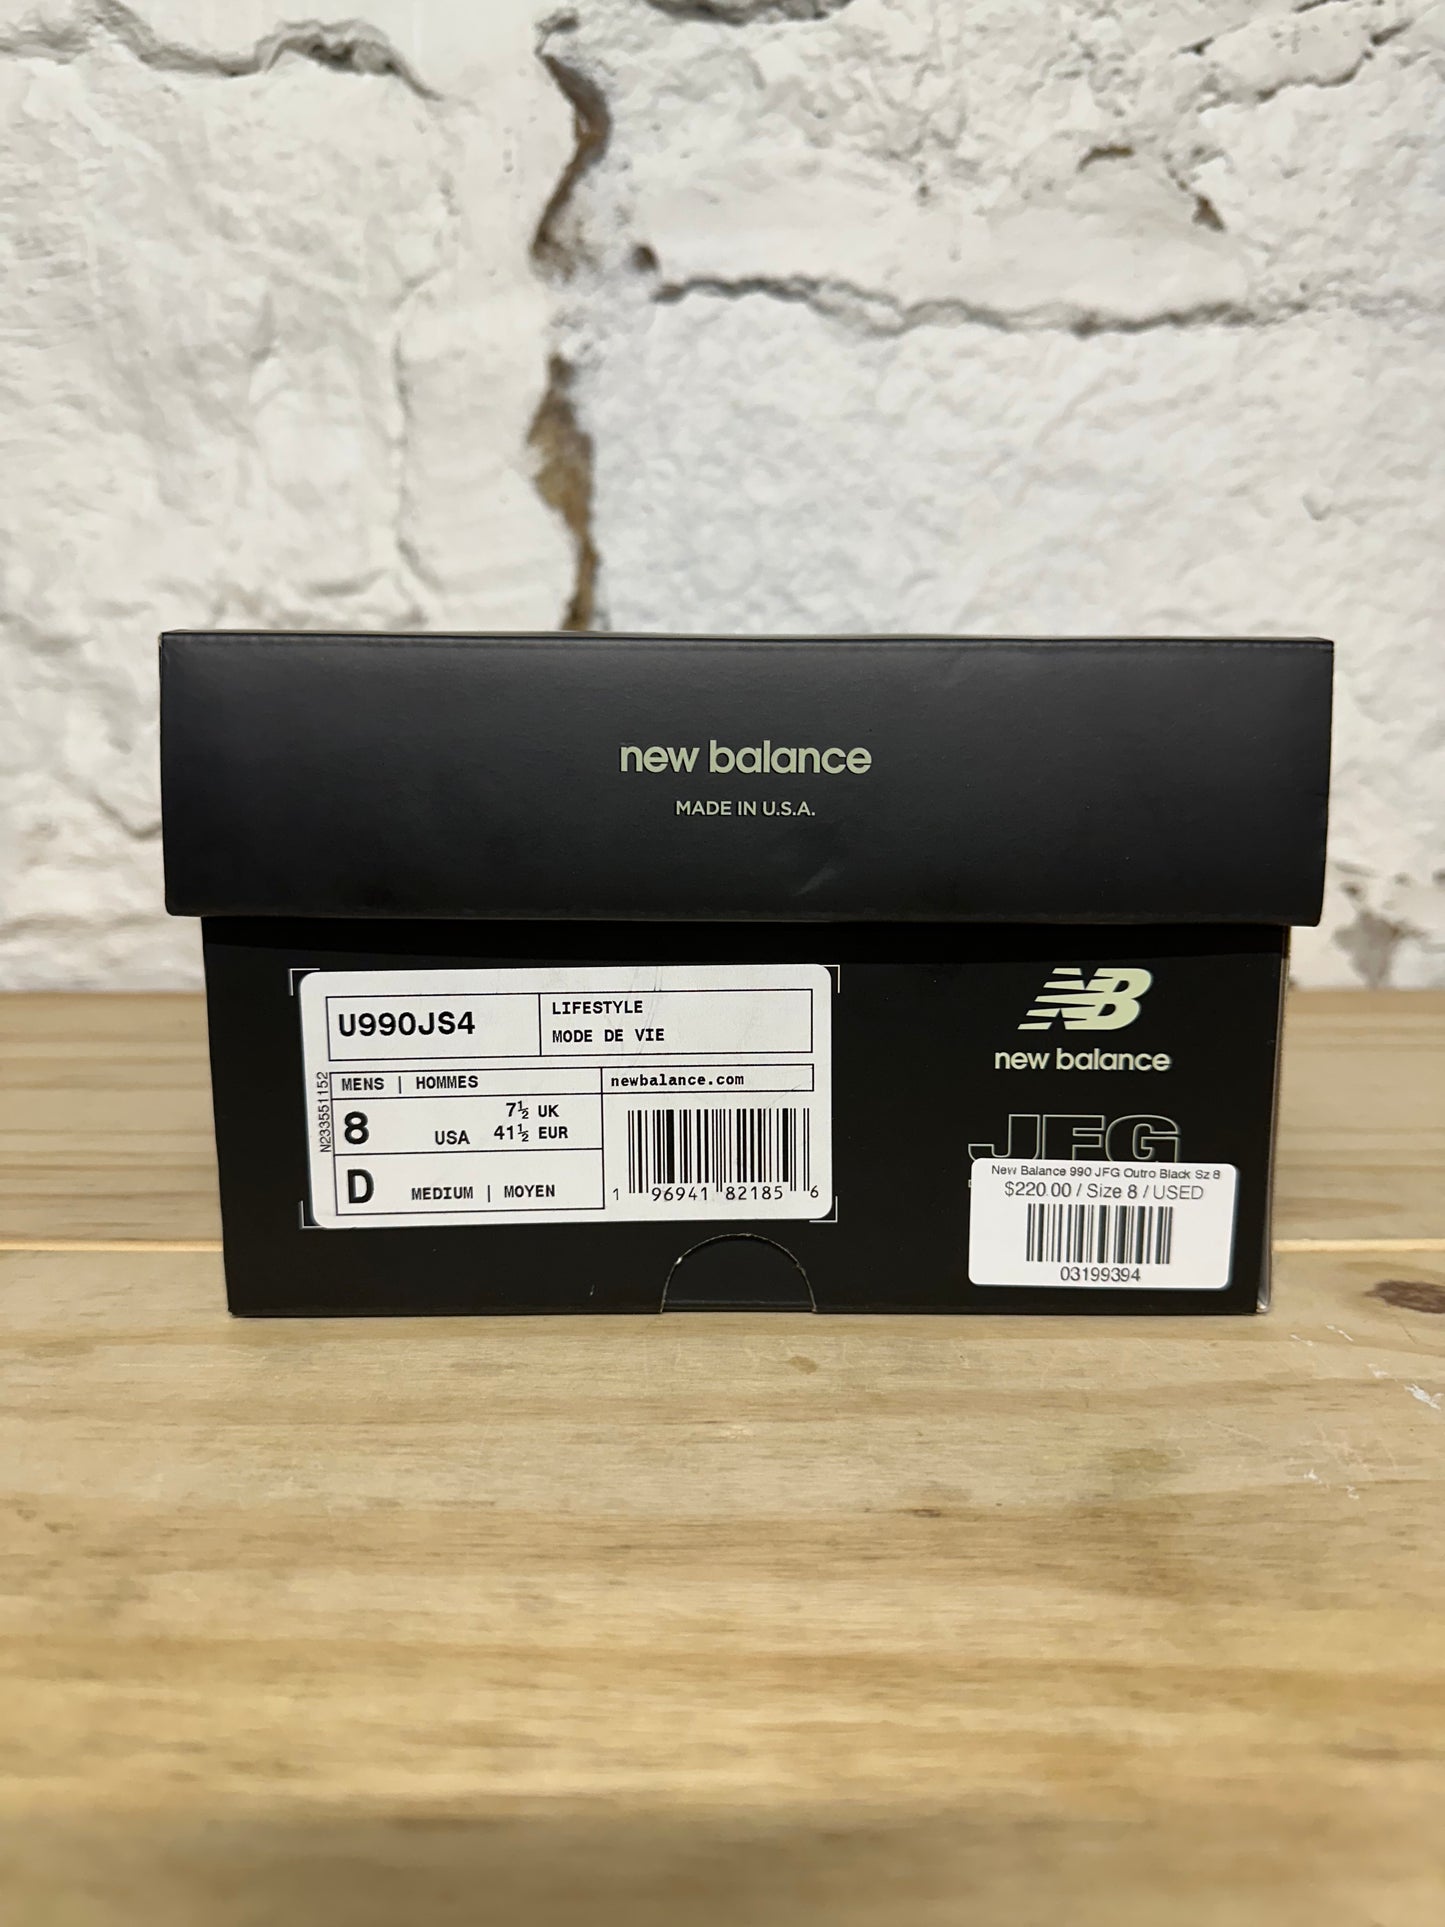 new balance
MADE IN U.S.A.
U990JS4
LIFESTYLE
MODE DE VIE
N233551152
MENS | HOMMES
newbalance.com
8
USA
7½ UK
41½ EUR
D
MEDIUM | MOYEN
1 96941 82185 6
NB
new balance
JFG
New Balance 990 JFG Outro Black Sz 8
$220.00 / Size 8 / USED
03199394